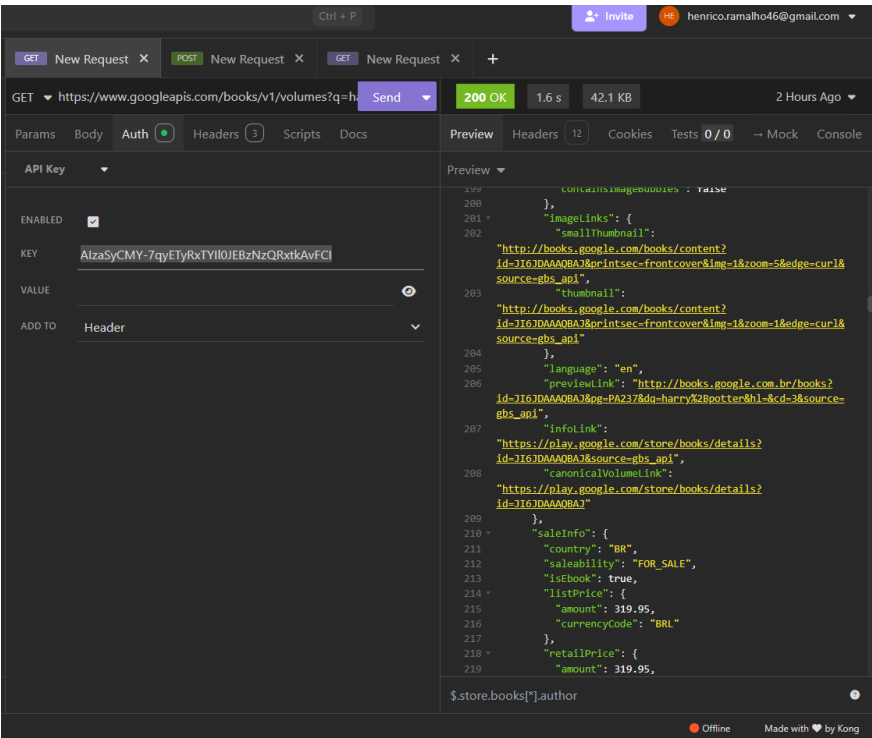 Ctrl + P
Invite
HE
henrico.ramalho46@gmail.com
GET New Request
POST New Request
GET New Request
GET https://www.googleapis.com/books/v1/volumes?q=ha
Send
200 OK
1.6 s
42.1 KB
2 Hours Ago
Params Body Auth Headers 3 Scripts Docs
Preview Headers 12 Cookies Tests 0 / 0 → Mock Console
API Key
Preview
ENABLED
KEY AIzaSyCMY-7qyETyRxTYIl0JEBzNzQRxtkAvFCI
VALUE
ADD TO Header
199 "containsImageBubbles": false
200 },
201 "imageLinks": {
202 "smallThumbnail":
"http://books.google.com/books/content?
id=JI6JDAAAQBAJ&printsec=frontcover&img=1&zoom=5&edge=curl&
source=gbs_api",
203 "thumbnail":
"http://books.google.com/books/content?
id=JI6JDAAAQBAJ&printsec=frontcover&img=1&zoom=1&edge=curl&
source=gbs_api"
204 },
205 "language": "en",
206 "previewLink": "http://books.google.com.br/books?
id=JI6JDAAAQBAJ&pg=PA237&dq=harry%2Bpotter&hl=&cd=3&source=
gbs_api",
207 "infoLink":
"https://play.google.com/store/books/details?
id=JI6JDAAAQBAJ&source=gbs_api",
208 "canonicalVolumeLink":
"https://play.google.com/store/books/details?
id=JI6JDAAAQBAJ"
209 },
210 "saleInfo": {
211 "country": "BR",
212 "saleability": "FOR_SALE",
213 "isEbook": true,
214 "listPrice": {
215 "amount": 319.95,
216 "currencyCode": "BRL"
217 },
218 "retailPrice": {
219 "amount": 319.95,
$.store.books[*].author
Offline
Made with ♥ by Kong